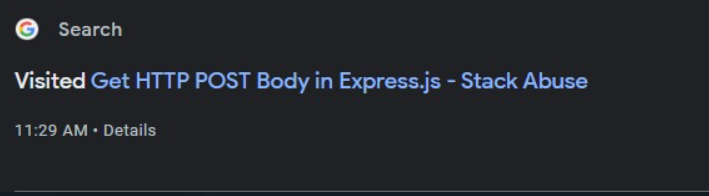 Search
Visited Get HTTP POST Body in Express.js - Stack Abuse
11:29 AM • Details